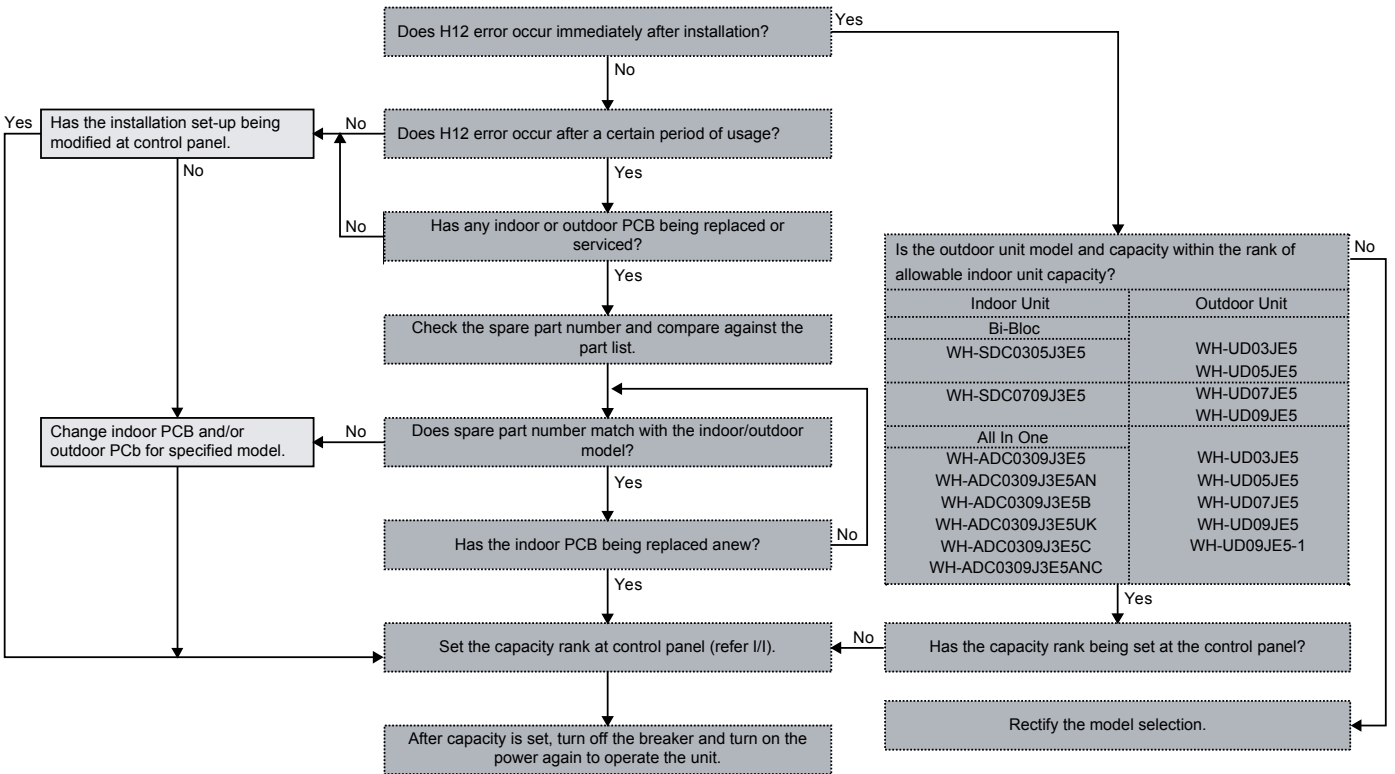 Does H12 error occur immediately after installation?
Yes
No
Yes
Has the installation set-up being
modified at control panel.
No
Does H12 error occur after a certain period of usage?
No
Yes
No
Has any indoor or outdoor PCB being replaced or
serviced?
Yes
Check the spare part number and compare against the
part list.
Change indoor PCB and/or
outdoor PCb for specified model.
No
Does spare part number match with the indoor/outdoor
model?
Yes
Has the indoor PCB being replaced anew?
No
Yes
Set the capacity rank at control panel (refer I/I).
After capacity is set, turn off the breaker and turn on the
power again to operate the unit.
Is the outdoor unit model and capacity within the rank of
allowable indoor unit capacity?
No
Indoor Unit
Outdoor Unit
Bi-Bloc
WH-SDC0305J3E5
WH-UD03JE5
WH-UD05JE5
WH-SDC0709J3E5
WH-UD07JE5
WH-UD09JE5
All In One
WH-ADC0309J3E5
WH-ADC0309J3E5AN
WH-ADC0309J3E5B
WH-ADC0309J3E5UK
WH-ADC0309J3E5C
WH-ADC0309J3E5ANC
WH-UD03JE5
WH-UD05JE5
WH-UD07JE5
WH-UD09JE5
WH-UD09JE5-1
Yes
No
Has the capacity rank being set at the control panel?
Rectify the model selection.